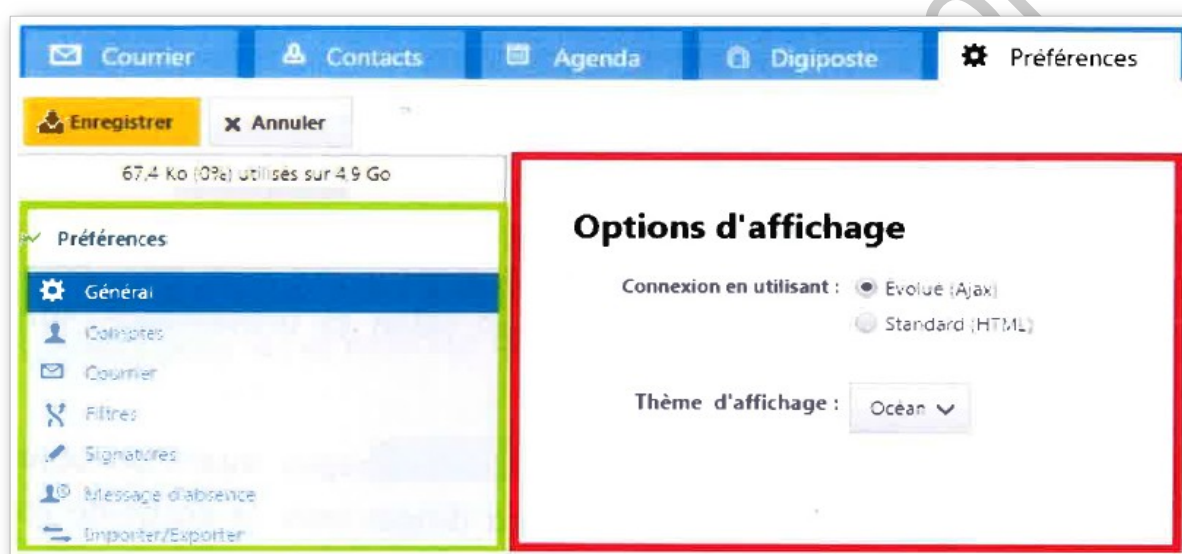 Courrier Contacts Agenda Digiposte Préférences
Enregistrer Annuler
67,4 Ko (0%) utilisés sur 4,9 Go
Préférences
Général
Comptes
Courrier
Filtres
Signatures
Message d'absence
Importer/Exporter
Options d'affichage
Connexion en utilisant : Evolué (Ajax)
Standard (HTML)
Thème d'affichage : Océan